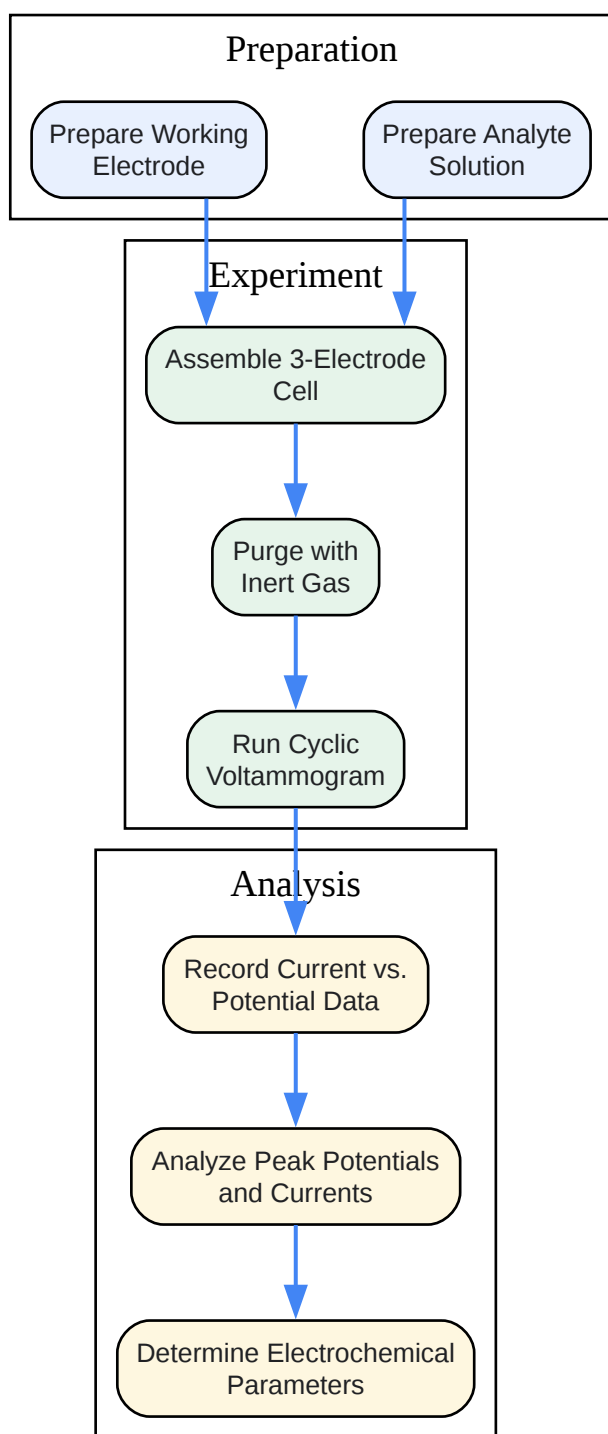 Preparation
Prepare Working
Electrode
Prepare Analyte
Solution
Experiment
Assemble 3-Electrode
Cell
Purge with
Inert Gas
Run Cyclic
Voltammogram
Analysis
Record Current vs.
Potential Data
Analyze Peak Potentials
and Currents
Determine Electrochemical
Parameters